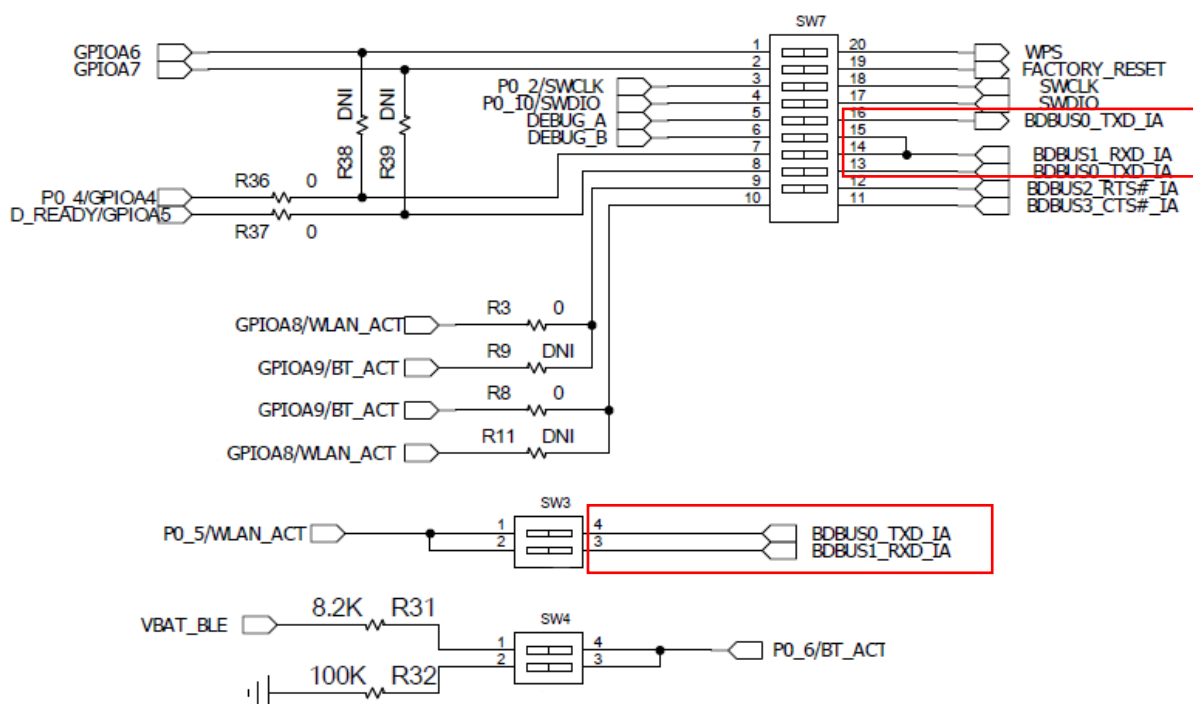 SW7
GPIOA6 1 20 WPS
GPIOA7 2 19 FACTORY_RESET
P0_2/SWCLK 3 18 SWCLK
P0_10/SWDIO 4 17 SWDIO
DEBUG_A 5 16 BDBUS0_TXD_IA
DEBUG_B 6 15
7 14 BDBUS1_RXD_IA
8 13 BDBUS0_TXD_IA
9 12 BDBUS2_RTS#_IA
10 11 BDBUS3_CTS#_IA
R38 DNI
R39 DNI
P0_4/GPIOA4 R36 0
D_READY/GPIOA5 R37 0
GPIOA8/WLAN_ACT R3 0
GPIOA9/BT_ACT R9 DNI
GPIOA9/BT_ACT R8 0
GPIOA8/WLAN_ACT R11 DNI
SW3
P0_5/WLAN_ACT 1 4 BDBUS0_TXD_IA
2 3 BDBUS1_RXD_IA
VBAT_BLE 8.2K R31
SW4
1 4 P0_6/BT_ACT
2 3
100K R32